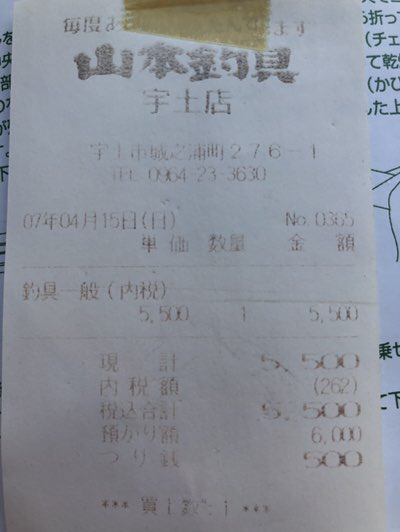 毎度
ます
山本釣具
宇土店
宇土市城之浦町276-1
TEL 0964-23-3630
07年04月15日(日) No.0365
単価 数量 金額
釣具一般(内税)
5,500 1 5,500
現計 5,500
内税額 (262)
税込合計 5,500
預かり額 6,000
つり銭 500
*** 買上 ***